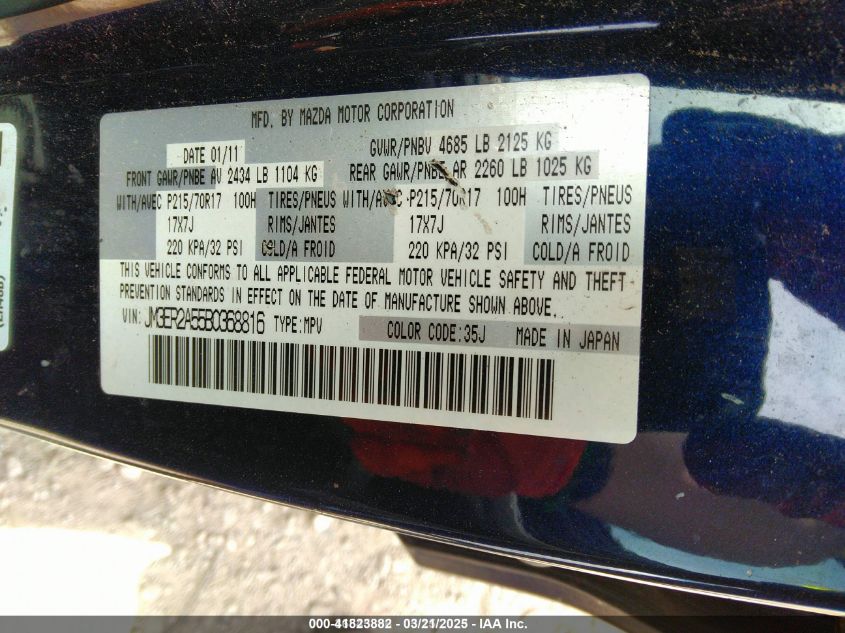 MFD. BY MAZDA MOTOR CORPORATION
DATE 01/11 GVWR/PNBV 4685 LB 2125 KG
FRONT GAWR/PNBE AV 2434 LB 1104 KG REAR GAWR/PNBE AR 2260 LB 1025 KG
WITH/AVEC P215/70R17 100H TIRES/PNEUS WITH/AVEC P215/70R17 100H TIRES/PNEUS
17X7J RIMS/JANTES 17X7J RIMS/JANTES
220 KPA/32 PSI COLD/A FROID 220 KPA/32 PSI COLD/A FROID
THIS VEHICLE CONFORMS TO ALL APPLICABLE FEDERAL MOTOR VEHICLE SAFETY AND THEFT
PREVENTION STANDARDS IN EFFECT ON THE DATE OF MANUFACTURE SHOWN ABOVE.
VIN: JM3ER2A55B0368816 TYPE:MPV COLOR CODE:35J MADE IN JAPAN
000-41823882 - 03/21/2025 - IAA Inc.